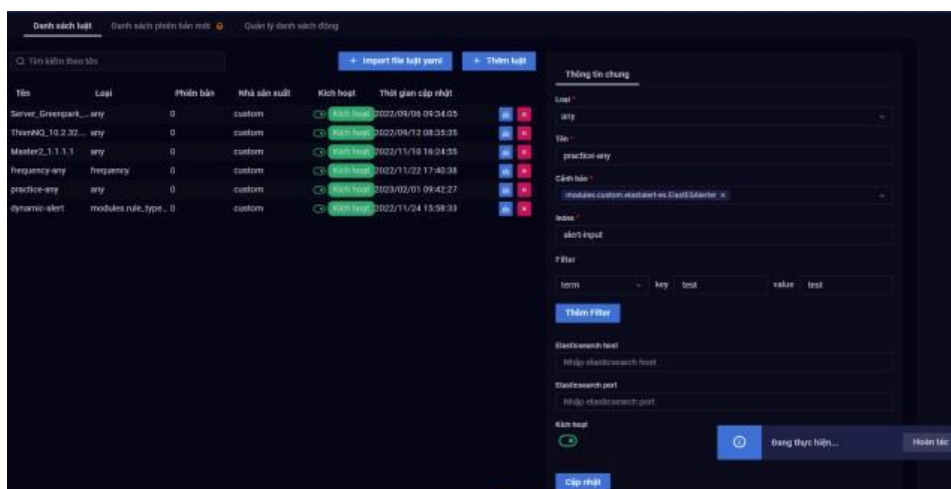 Danh sách luật Danh sách phiên bản mới Quản lý danh sách động
Tìm kiếm theo tên + Import file luật yaml + Thêm luật
Tên Loại Phiên bản Nhà sản xuất Kích hoạt Thời gian cập nhật
Server_Greenpark_... any 0 custom Kích hoạt 2022/09/06 09:34:05
ThienNQ_10.2.32... any 0 custom Kích hoạt 2022/09/12 08:35:35
Master2_1.1.1.1 any 0 custom Kích hoạt 2022/11/10 16:24:55
frequency-any frequency 0 custom Kích hoạt 2022/11/22 17:40:38
practice-any any 0 custom Kích hoạt 2023/02/01 09:42:27
dynamic-alert modules.rule_type... 0 custom Kích hoạt 2022/11/24 15:58:33
Thông tin chung
Loại *
any
Tên *
practice-any
Cảnh báo *
modules.custom.elastalert-es.ElastESAlerter ×
Index *
alert-input
Filter
term key test value test
Thêm Filter
Elasticsearch host
Nhập elasticsearch host
Elasticsearch port
Nhập elasticsearch port
Kích hoạt
Đang thực hiện... Hoàn tác
Cập nhật